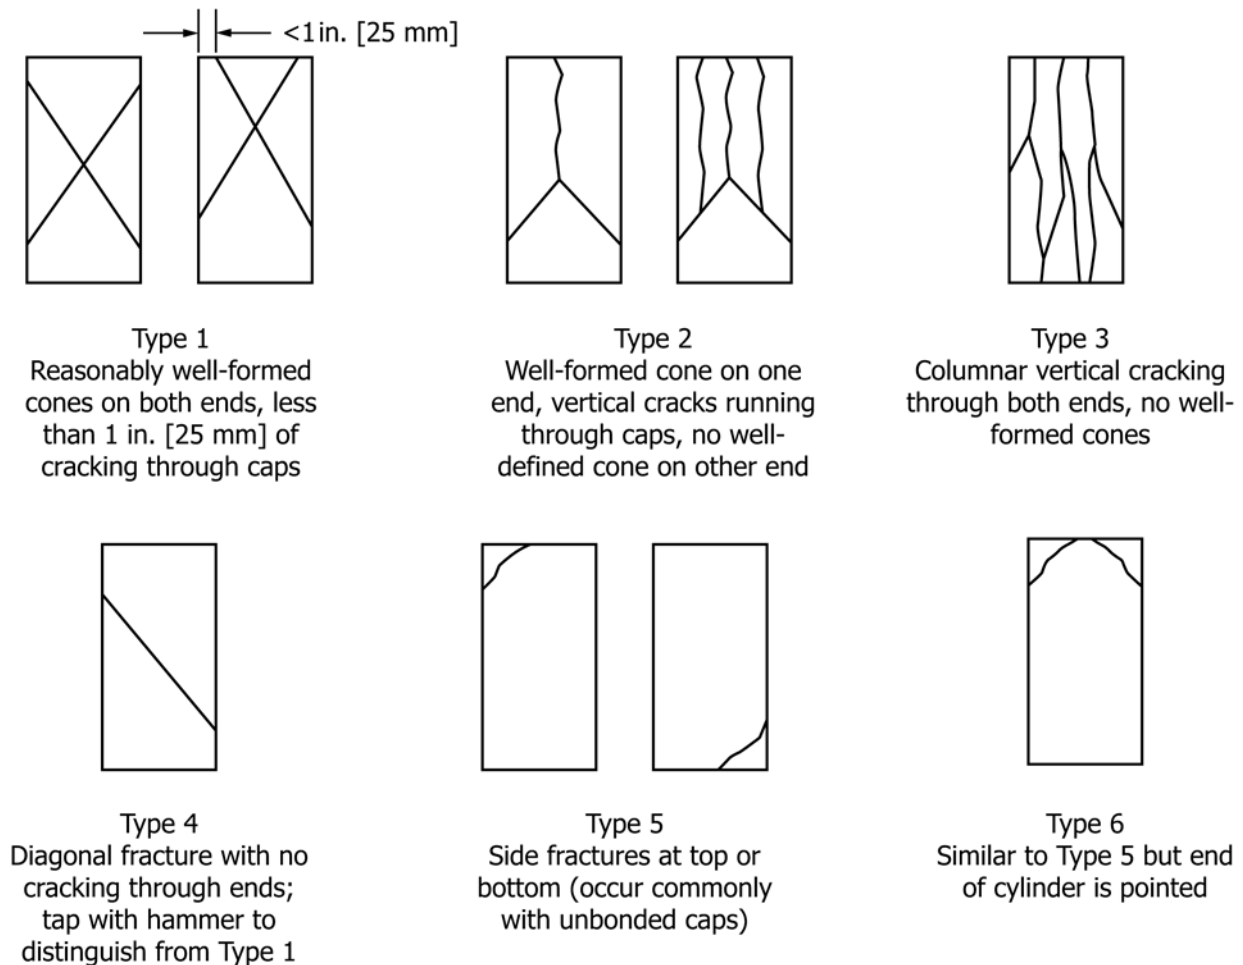 <1 in. [25 mm]
Type 1
Reasonably well-formed
cones on both ends, less
than 1 in. [25 mm] of
cracking through caps
Type 2
Well-formed cone on one
end, vertical cracks running
through caps, no well-
defined cone on other end
Type 3
Columnar vertical cracking
through both ends, no well-
formed cones
Type 4
Diagonal fracture with no
cracking through ends;
tap with hammer to
distinguish from Type 1
Type 5
Side fractures at top or
bottom (occur commonly
with unbonded caps)
Type 6
Similar to Type 5 but end
of cylinder is pointed